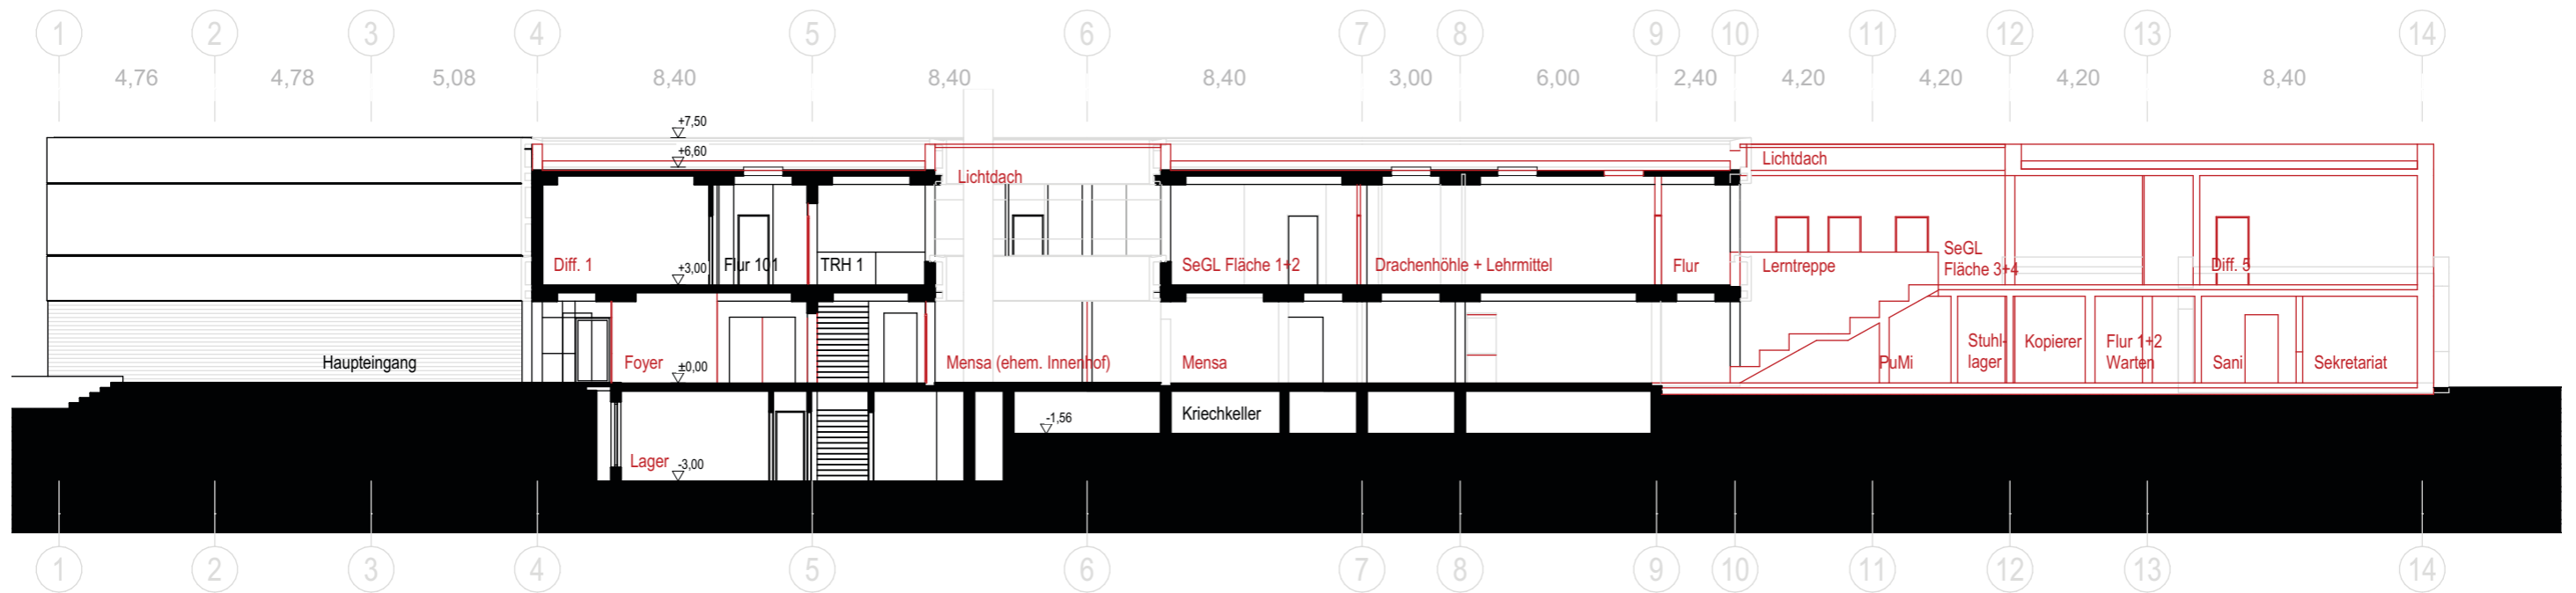 1 2 3 4 5 6 7 8 9 10 11 12 13 14
4,76 4,78 5,08 8,40 8,40 8,40 3,00 6,00 2,40 4,20 4,20 4,20 8,40
+7,50
+6,60
Lichtdach
Lichtdach
Diff. 1
+3,00
Flur 101
TRH 1
SeGL Fläche 1+2
Drachenhöhle + Lehrmittel
Flur
Lerntreppe
SeGL
Fläche 3+4
Diff. 5
Haupteingang
Foyer
±0,00
Mensa (ehem. Innenhof)
Mensa
PuMi
Stuhl-
lager
Kopierer
Flur 1+2
Warten
Sani
Sekretariat
Lager
-3,00
-1,56
Kriechkeller
1 2 3 4 5 6 7 8 9 10 11 12 13 14